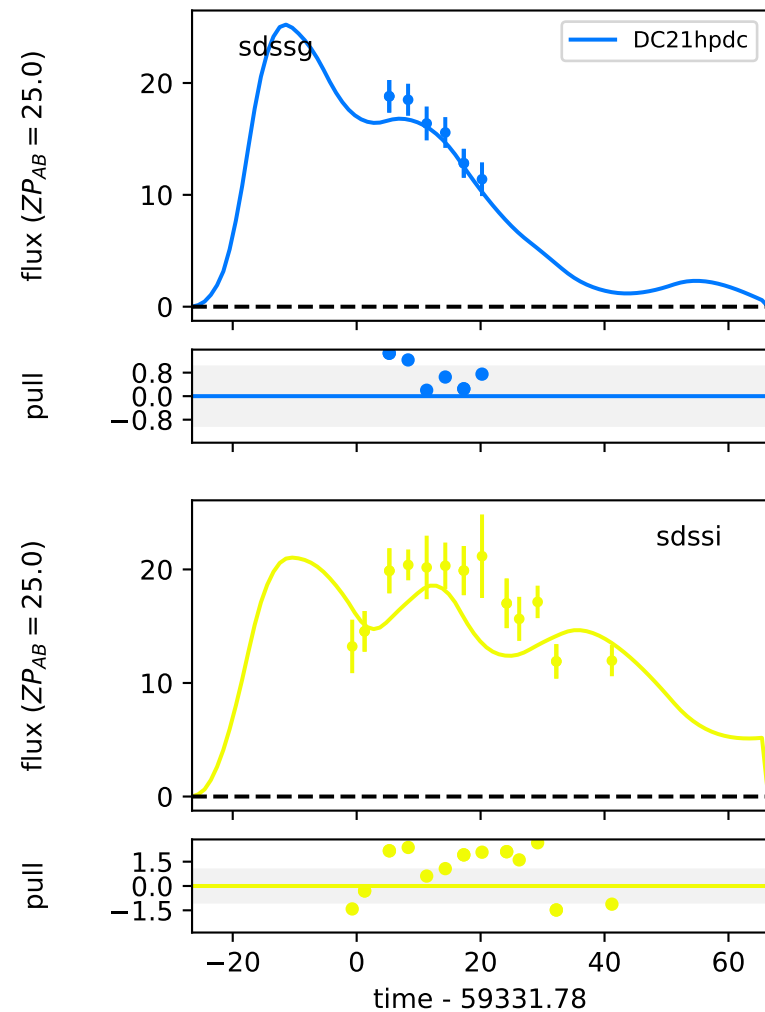 sdssg
DC21hpdc
flux (ZP_AB = 25.0)
20
10
0
pull
0.8
0.0
−0.8
sdssi
flux (ZP_AB = 25.0)
20
10
0
pull
1.5
0.0
−1.5
−20 0 20 40 60
time - 59331.78